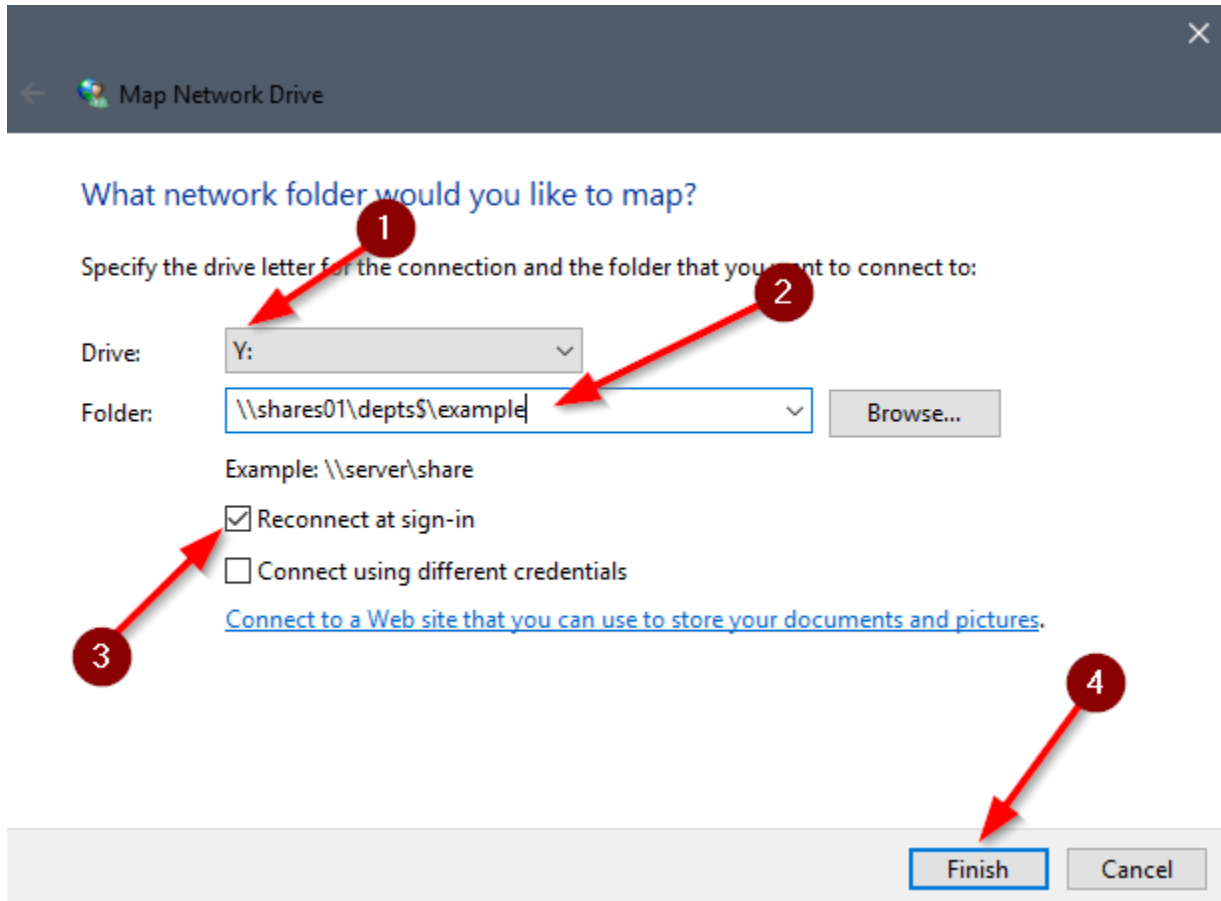 Map Network Drive
What network folder would you like to map?
1
Specify the drive letter for the connection and the folder that you want to connect to:
2
Drive:
Y:
Folder:
\\shares01\depts$\example
Browse...
Example: \\server\share
Reconnect at sign-in
Connect using different credentials
Connect to a Web site that you can use to store your documents and pictures.
3
4
Finish
Cancel